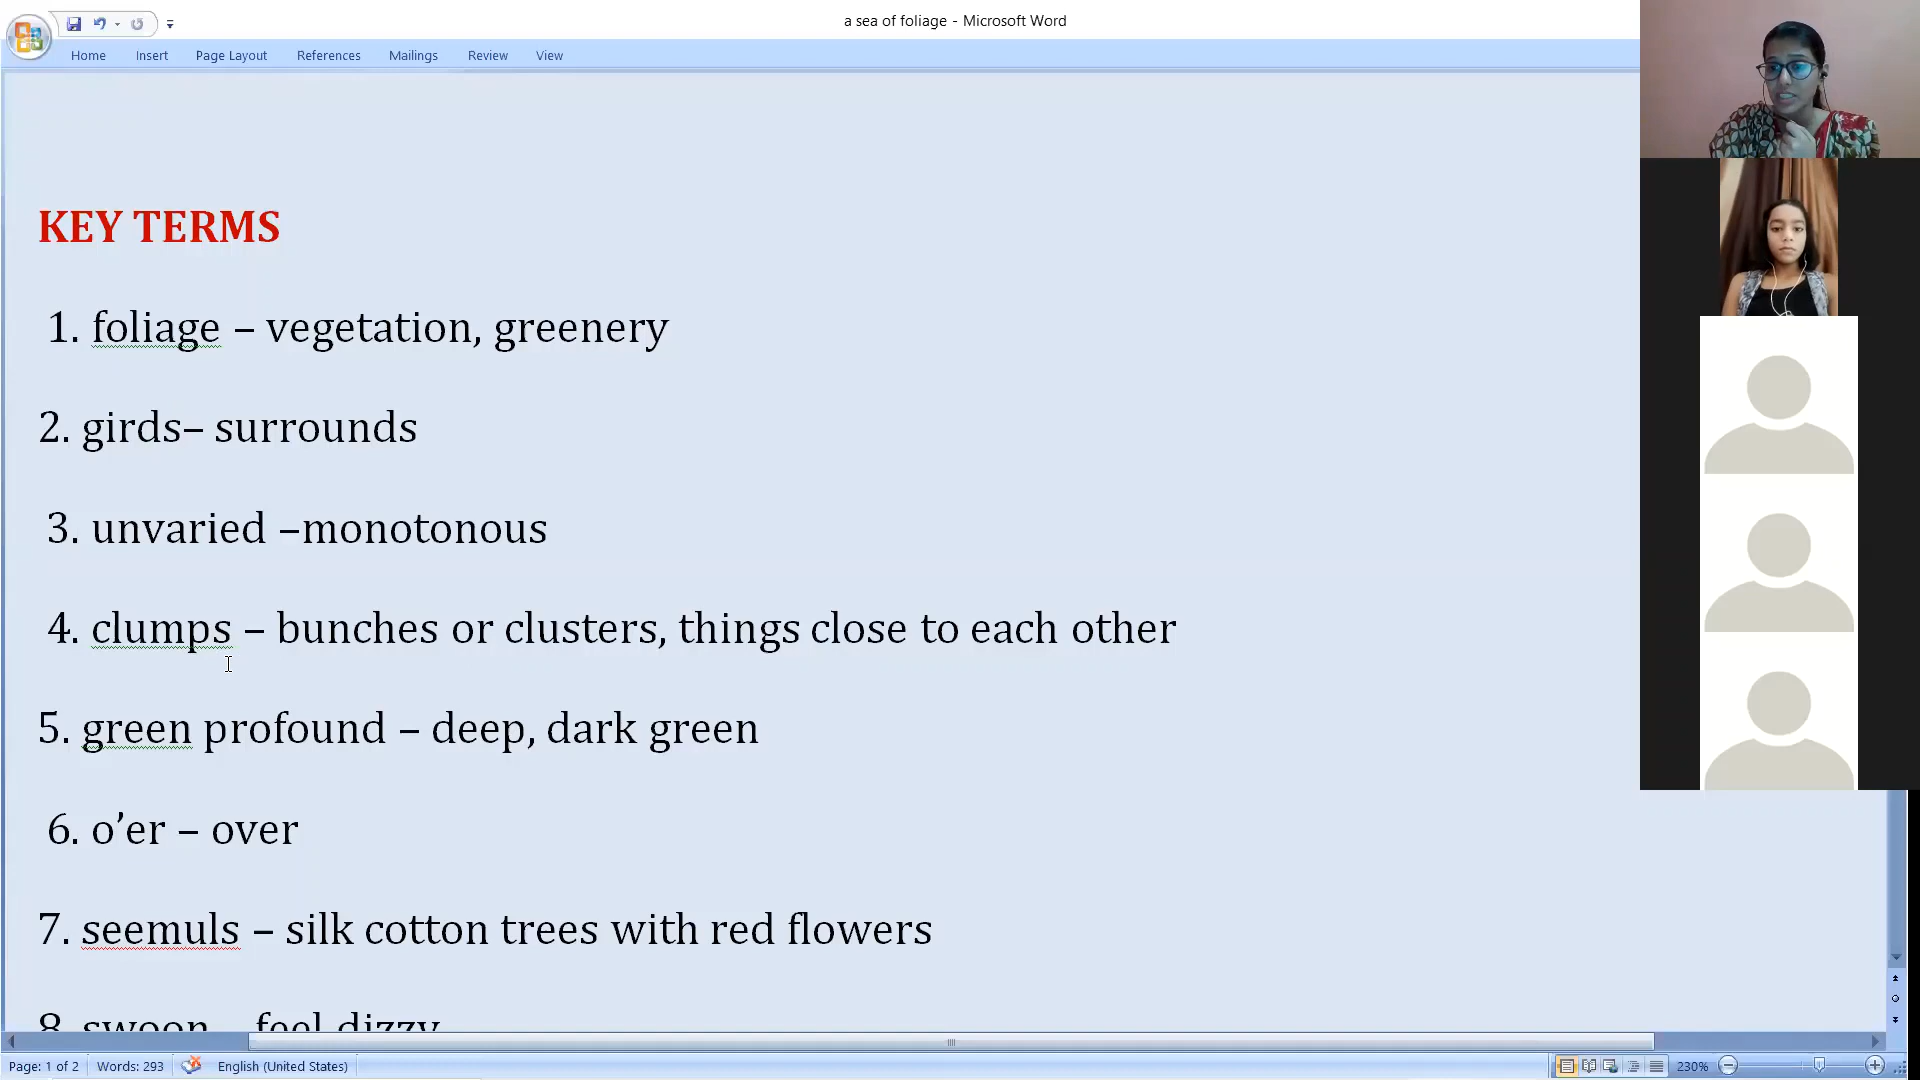 a sea of foliage - Microsoft Word
Home Insert Page Layout References Mailings Review View
KEY TERMS
1. foliage – vegetation, greenery
2. girds– surrounds
3. unvaried –monotonous
4. clumps – bunches or clusters, things close to each other
5. green profound – deep, dark green
6. o’er – over
7. seemuls – silk cotton trees with red flowers
8. swoon – feel dizzy
Page: 1 of 2 Words: 293 English (United States) 230%